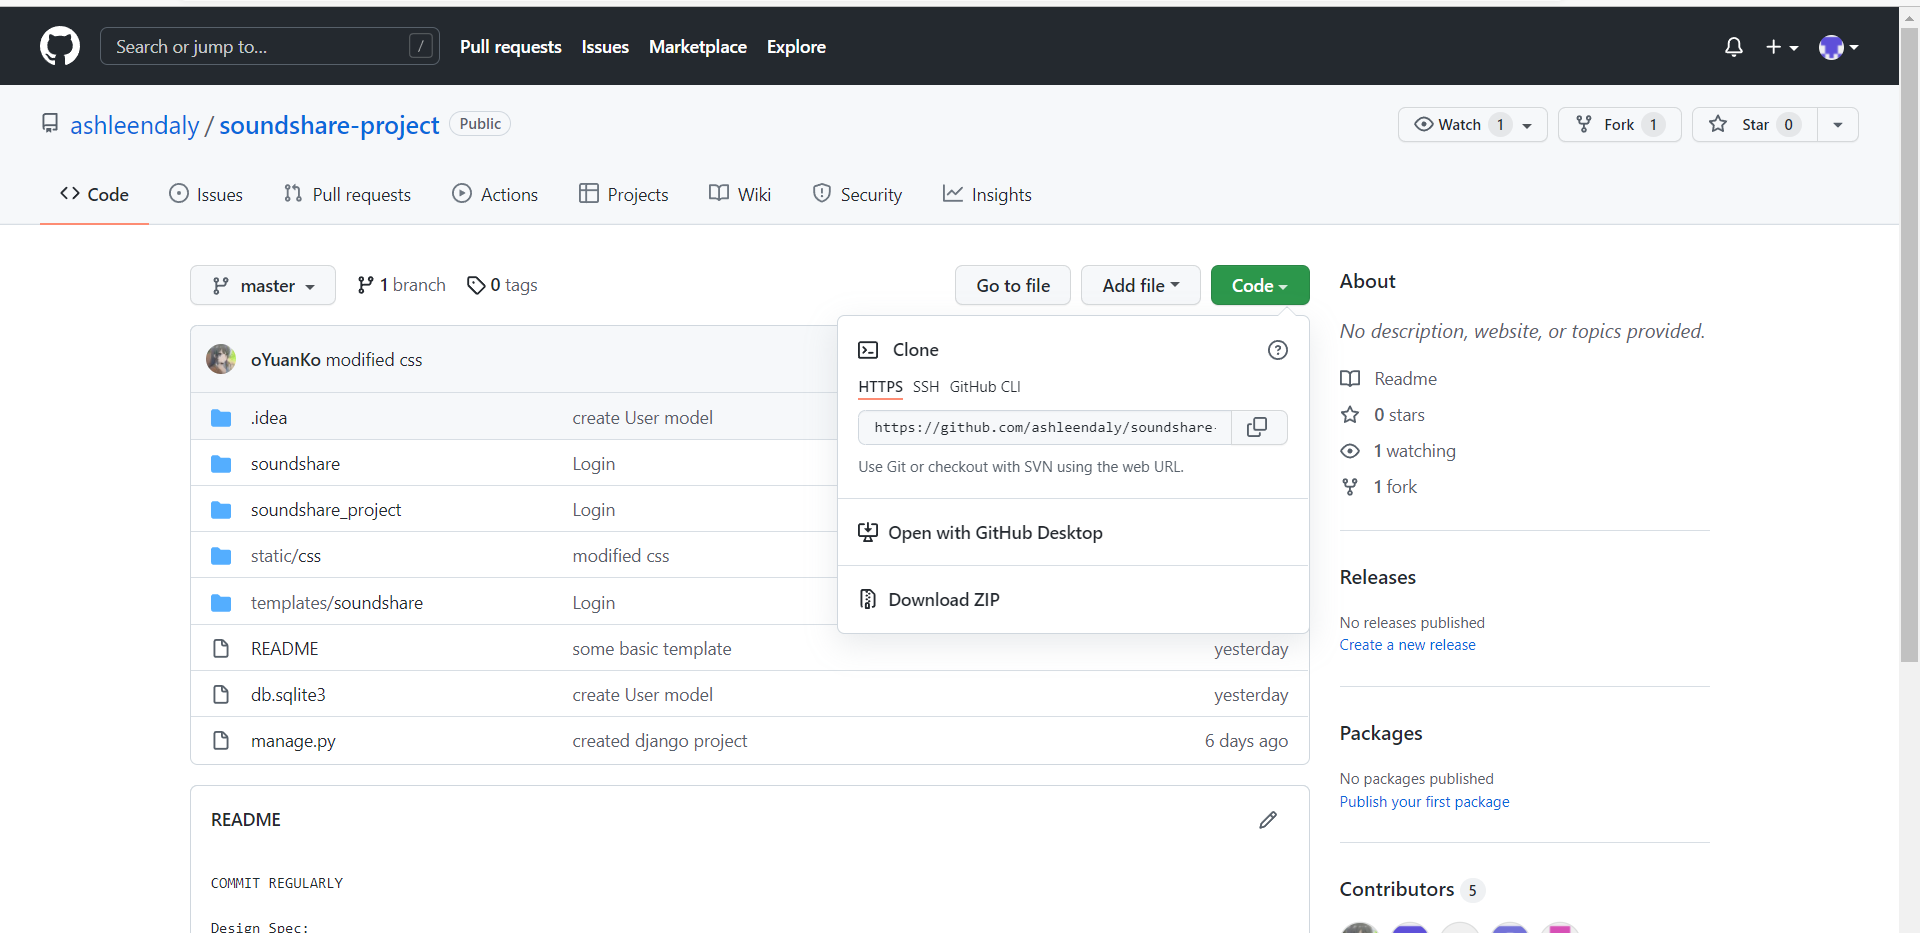 Search or jump to... /
Pull requests Issues Marketplace Explore
ashleendaly / soundshare-project Public
Watch 1 Fork 1 Star 0
Code Issues Pull requests Actions Projects Wiki Security Insights
master 1 branch 0 tags Go to file Add file Code
oYuanKo modified css
.idea create User model
soundshare Login
soundshare_project Login
static/css modified css
templates/soundshare Login
README some basic template yesterday
db.sqlite3 create User model yesterday
manage.py created django project 6 days ago
Clone
HTTPS SSH GitHub CLI
https://github.com/ashleendaly/soundshare-
Use Git or checkout with SVN using the web URL.
Open with GitHub Desktop
Download ZIP
README
COMMIT REGULARLY
Design Spec:
About
No description, website, or topics provided.
Readme
0 stars
1 watching
1 fork
Releases
No releases published
Create a new release
Packages
No packages published
Publish your first package
Contributors 5